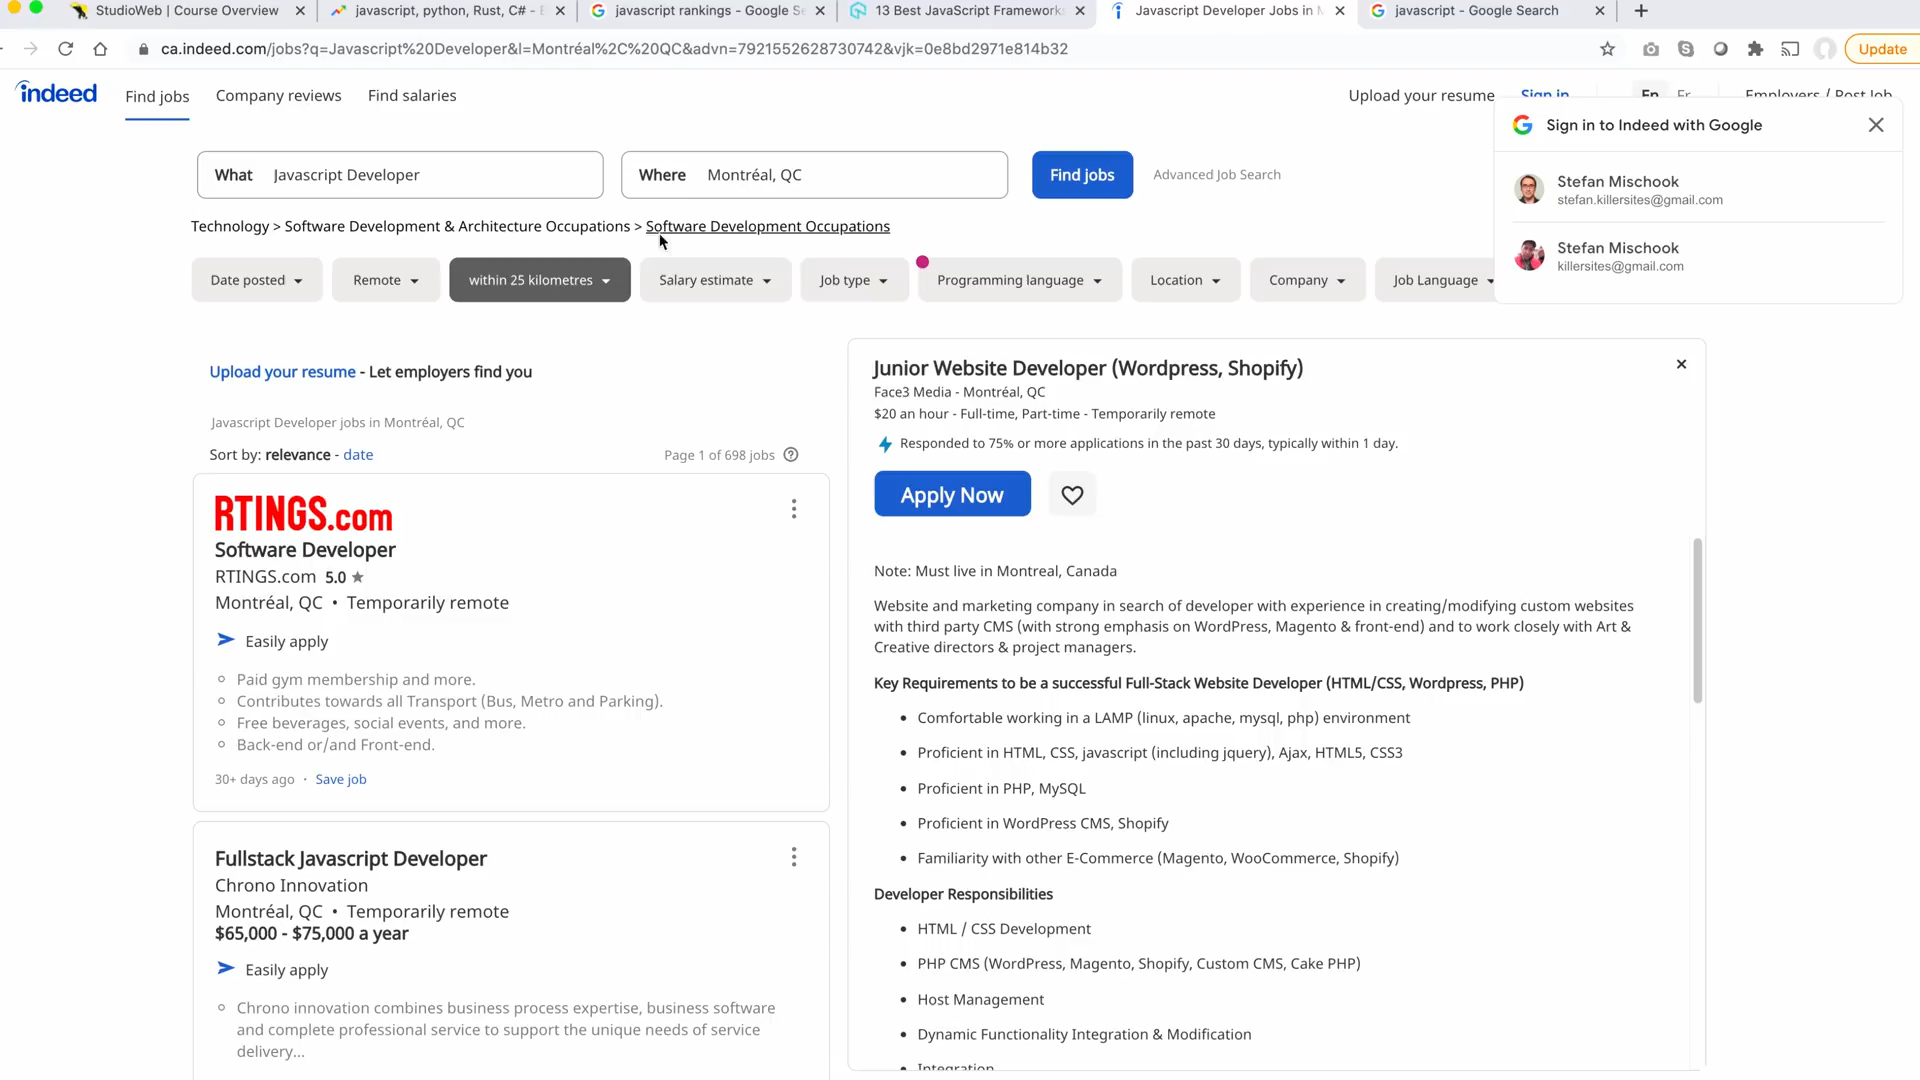 StudioWeb | Course Overview
javascript, python, Rust, C# - E
javascript rankings - Google Se
13 Best JavaScript Frameworks
Javascript Developer Jobs in M
javascript - Google Search
ca.indeed.com/jobs?q=Javascript%20Developer&l=Montréal%2C%20QC&advn=7921552628730742&vjk=0e8bd2971e814b32
Update
indeed
Find jobs
Company reviews
Find salaries
Upload your resume
Sign in
En
Fr
Employers / Post Job
Sign in to Indeed with Google
Stefan Mischook
stefan.killersites@gmail.com
Stefan Mischook
killersites@gmail.com
What Javascript Developer
Where Montréal, QC
Find jobs
Advanced Job Search
Technology > Software Development & Architecture Occupations > Software Development Occupations
Date posted
Remote
within 25 kilometres
Salary estimate
Job type
Programming language
Location
Company
Job Language
Upload your resume - Let employers find you
Javascript Developer jobs in Montréal, QC
Sort by: relevance - date
Page 1 of 698 jobs
RTINGS.com
Software Developer
RTINGS.com 5.0
Montréal, QC • Temporarily remote
Easily apply
Paid gym membership and more.
Contributes towards all Transport (Bus, Metro and Parking).
Free beverages, social events, and more.
Back-end or/and Front-end.
30+ days ago · Save job
Fullstack Javascript Developer
Chrono Innovation
Montréal, QC • Temporarily remote
$65,000 - $75,000 a year
Easily apply
Chrono innovation combines business process expertise, business software
and complete professional service to support the unique needs of service
delivery...
Junior Website Developer (Wordpress, Shopify)
Face3 Media - Montréal, QC
$20 an hour - Full-time, Part-time - Temporarily remote
Responded to 75% or more applications in the past 30 days, typically within 1 day.
Apply Now
Note: Must live in Montreal, Canada
Website and marketing company in search of developer with experience in creating/modifying custom websites
with third party CMS (with strong emphasis on WordPress, Magento & front-end) and to work closely with Art &
Creative directors & project managers.
Key Requirements to be a successful Full-Stack Website Developer (HTML/CSS, Wordpress, PHP)
Comfortable working in a LAMP (linux, apache, mysql, php) environment
Proficient in HTML, CSS, javascript (including jquery), Ajax, HTML5, CSS3
Proficient in PHP, MySQL
Proficient in WordPress CMS, Shopify
Familiarity with other E-Commerce (Magento, WooCommerce, Shopify)
Developer Responsibilities
HTML / CSS Development
PHP CMS (WordPress, Magento, Shopify, Custom CMS, Cake PHP)
Host Management
Dynamic Functionality Integration & Modification
Integration